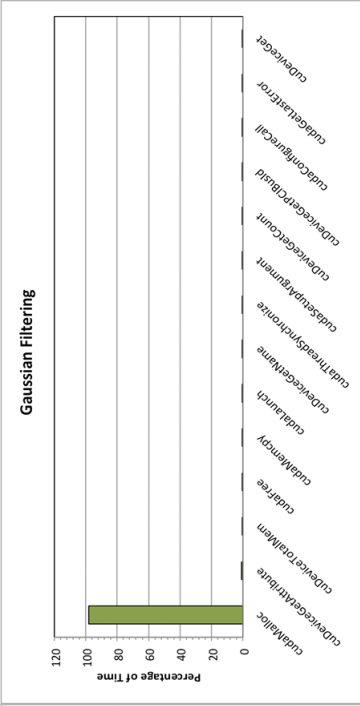 Gaussian Filtering
Percentage of Time
120
100
80
60
40
20
0
cudaMalloc
cuDeviceGetAttribute
cuDeviceTotalMem
cudaFree
cudaMemcpy
cudaLaunch
cuDeviceGetName
cudaThreadSynchronize
cudaSetupArgument
cuDeviceGetCount
cuDeviceGetPCIBusId
cudaConfigureCall
cudaGetLastError
cuDeviceGet